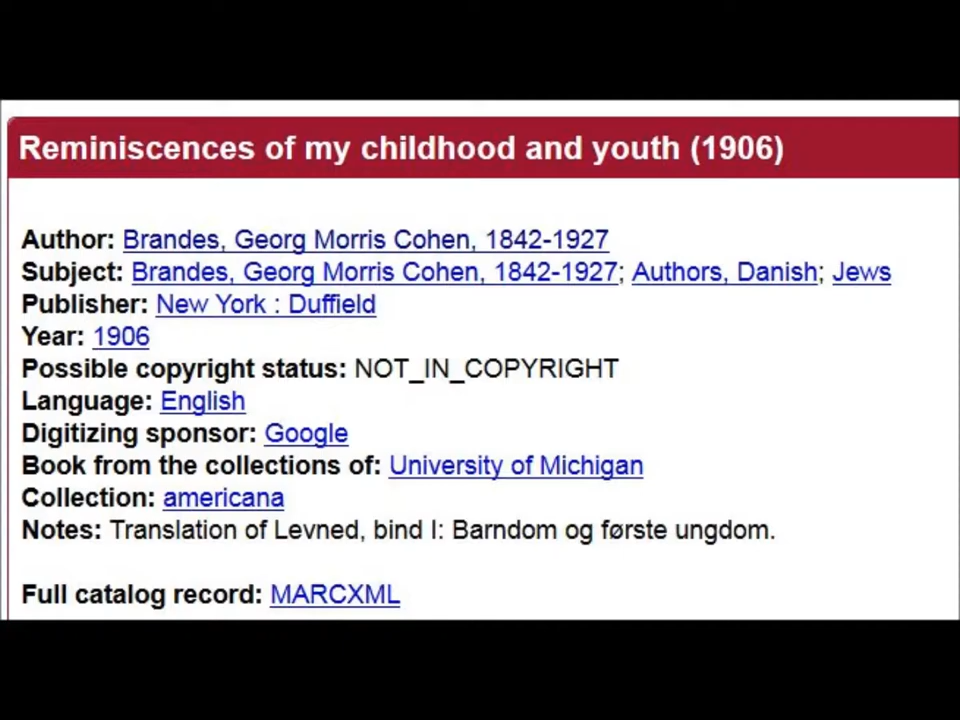 Reminiscences of my childhood and youth (1906)
Author: Brandes, Georg Morris Cohen, 1842-1927
Subject: Brandes, Georg Morris Cohen, 1842-1927; Authors, Danish; Jews
Publisher: New York : Duffield
Year: 1906
Possible copyright status: NOT_IN_COPYRIGHT
Language: English
Digitizing sponsor: Google
Book from the collections of: University of Michigan
Collection: americana
Notes: Translation of Levned, bind I: Barndom og første ungdom.
Full catalog record: MARCXML